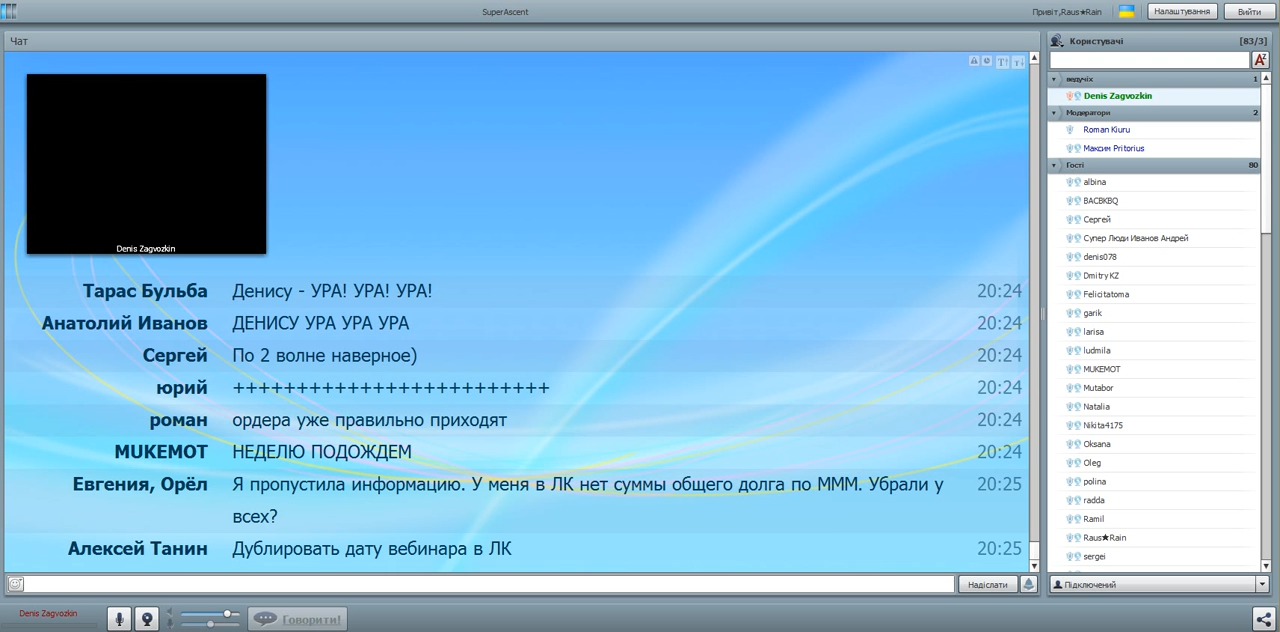 SuperAscent
Привіт,Raus★Rain
Налаштування
Вийти
Чат
Denis Zagvozkin
Тарас Бульба Денису - УРА! УРА! УРА! 20:24
Анатолий Иванов ДЕНИСУ УРА УРА УРА 20:24
Сергей По 2 волне наверное) 20:24
юрий +++++++++++++++++++++++++ 20:24
роман ордера уже правильно приходят 20:24
MUKEMOT НЕДЕЛЮ ПОДОЖДЕМ 20:24
Евгения, Орёл Я пропустила информацию. У меня в ЛК нет суммы общего долга по МММ. Убрали у 20:25
всех?
Алексей Танин Дублировать дату вебинара в ЛК 20:25
Надіслати
Denis Zagvozkin
Говорити!
Користувачі [83/3]
ведучіх 1
Denis Zagvozkin
Модератори 2
Roman Kiuru
Максим Pritorius
Гості 80
albina
BACBKBQ
Сергей
Супер Люди Иванов Андрей
denis078
Dmitry KZ
Felicitatoma
garik
larisa
ludmila
MUKEMOT
Mutabor
Natalia
Nikita4175
Oksana
Oleg
polina
radda
Ramil
Raus★Rain
sergei
Підключений